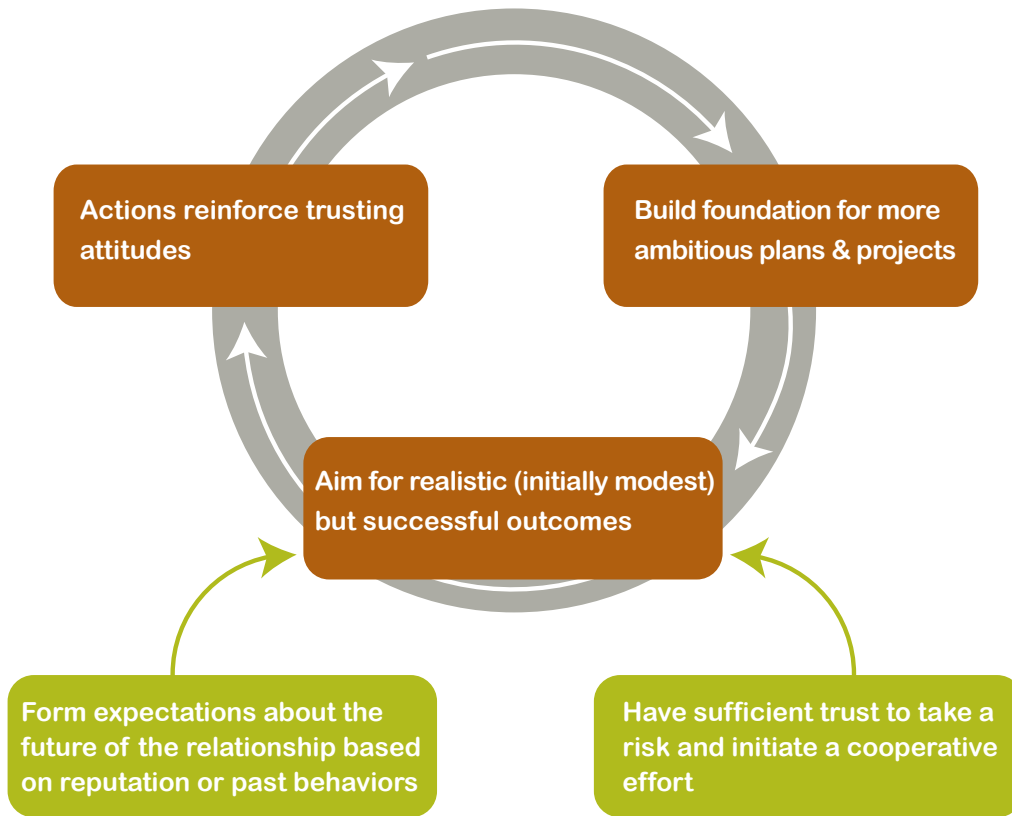 Actions reinforce trusting
attitudes
Build foundation for more
ambitious plans & projects
Aim for realistic (initially modest)
but successful outcomes
Form expectations about the
future of the relationship based
on reputation or past behaviors
Have sufficient trust to take a
risk and initiate a cooperative
effort